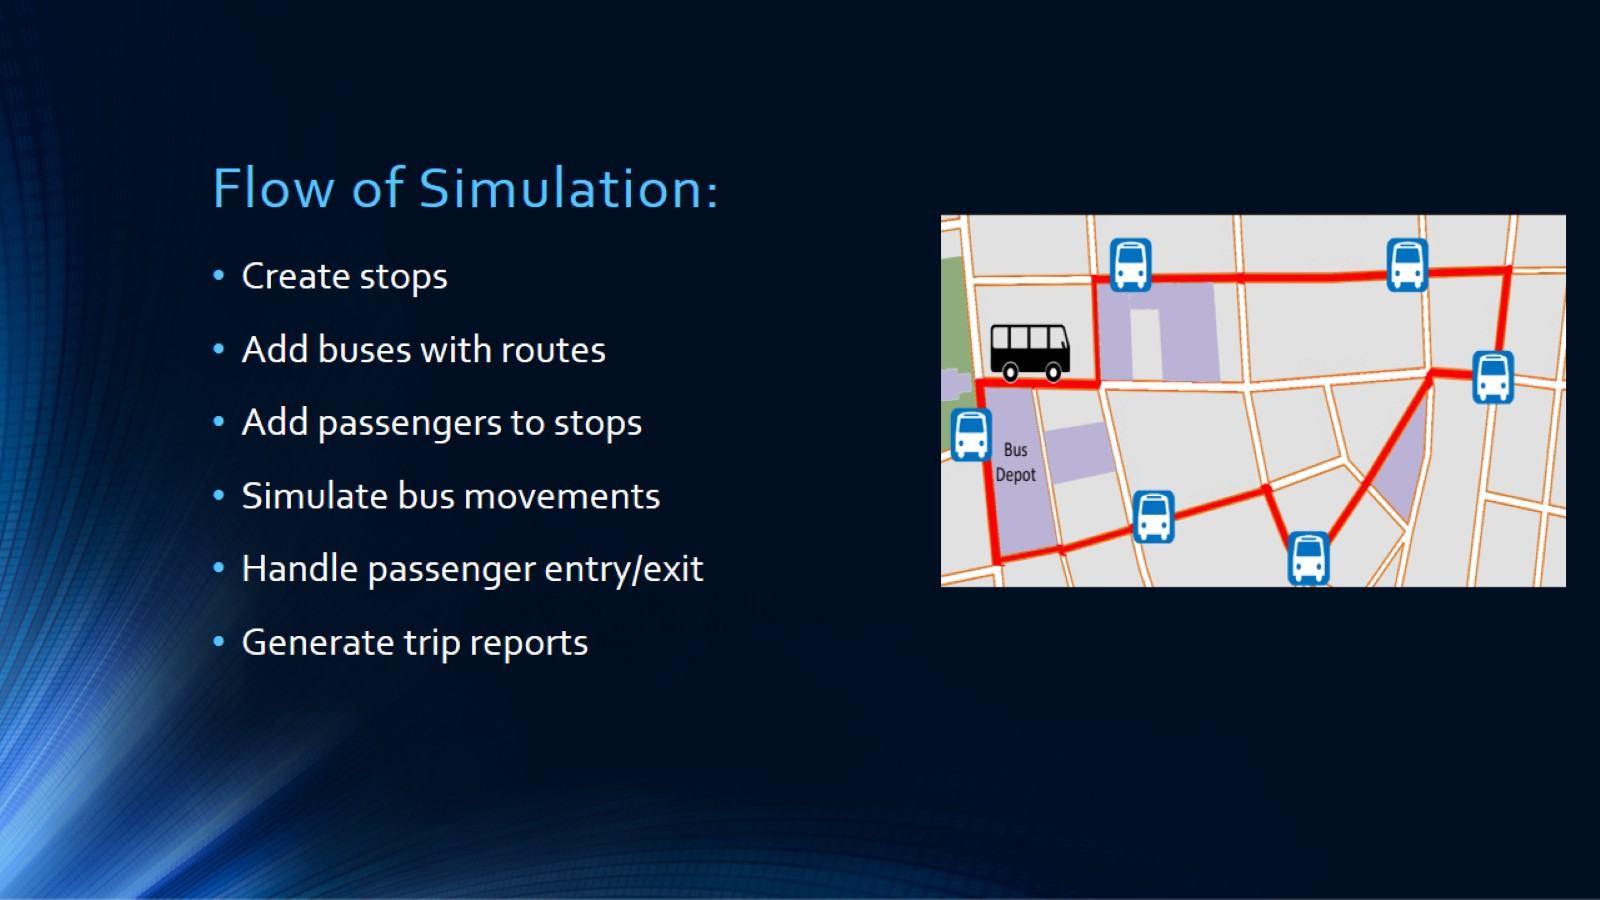 Flow of Simulation:
• Create stops
• Add buses with routes
• Add passengers to stops
• Simulate bus movements
• Handle passenger entry/exit
• Generate trip reports
Bus
Depot